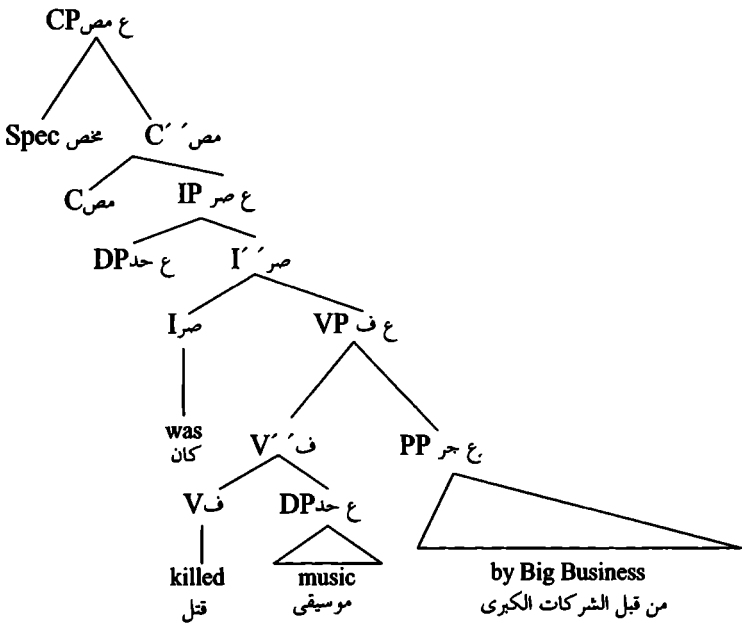 CP ع مص
Spec مخص C´´ مص
C مص IP ع صر
DP ع حد I´´ صر
I صر VP ع ف
was
كان
V´´ ف PP ع جر
V ف DP ع حد
killed music by Big Business
قتل موسيقى من قبل الشركات الكبرى